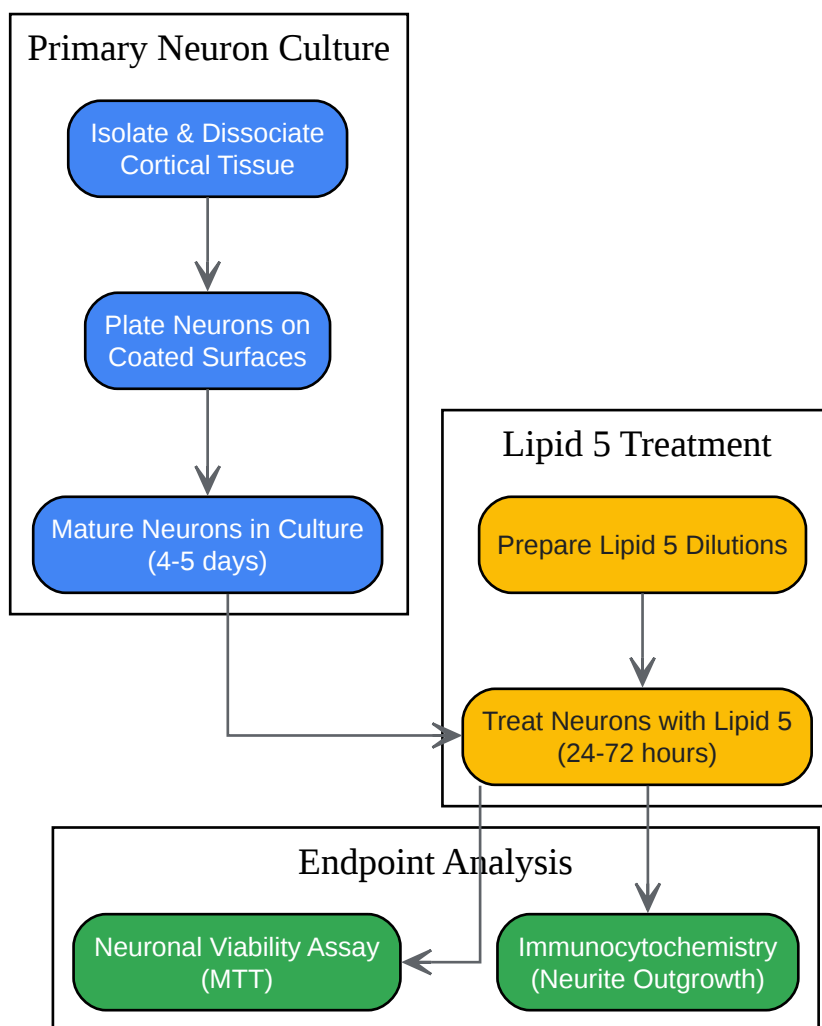 Primary Neuron Culture
Isolate & Dissociate
Cortical Tissue
Plate Neurons on
Coated Surfaces
Mature Neurons in Culture
(4-5 days)
Lipid 5 Treatment
Prepare Lipid 5 Dilutions
Treat Neurons with Lipid 5
(24-72 hours)
Endpoint Analysis
Neuronal Viability Assay
(MTT)
Immunocytochemistry
(Neurite Outgrowth)